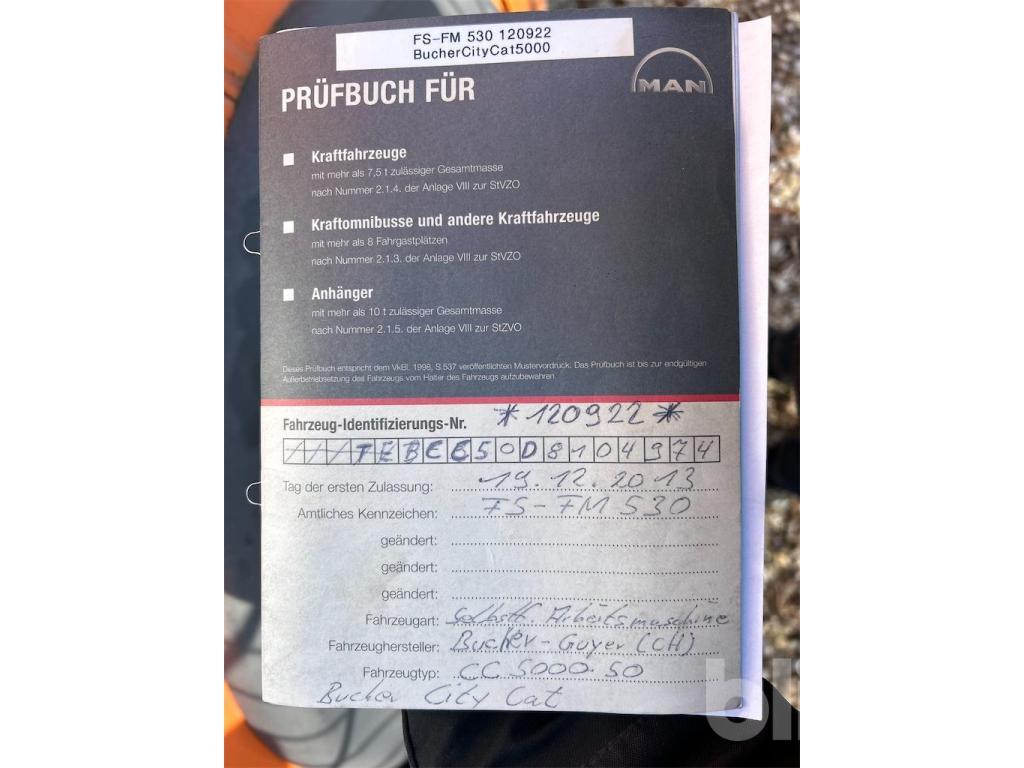 FS-FM 530 120922
BucherCityCat5000
MAN
PRÜFBUCH FÜR
Kraftfahrzeuge
mit mehr als 7,5 t zulässiger Gesamtmasse
nach Nummer 2.1.4. der Anlage VIII zur StVZO
Kraftomnibusse und andere Kraftfahrzeuge
mit mehr als 8 Fahrgastplätzen
nach Nummer 2.1.3. der Anlage VIII zur StVZO
Anhänger
mit mehr als 10 t zulässiger Gesamtmasse
nach Nummer 2.1.5. der Anlage VIII zur StZVO
Dieses Prüfbuch entspricht dem VkBl. 1998, S.537 veröffentlichten Mustervordruck. Das Prüfbuch ist bis zur endgültigen
Außerbetriebsetzung des Fahrzeugs vom Halter des Fahrzeugs aufzubewahren.
Fahrzeug-Identifizierungs-Nr. *120922*
///TEBCC50D8104974
Tag der ersten Zulassung: 19.12.2013
Amtliches Kennzeichen: FS-FM 530
geändert:
geändert:
geändert:
Fahrzeugart: Selbstf. Arbeitsmaschine
Fahrzeughersteller: Bucher-Guyer (CH)
Fahrzeugtyp: CC 5000.50
Bucher City Cat